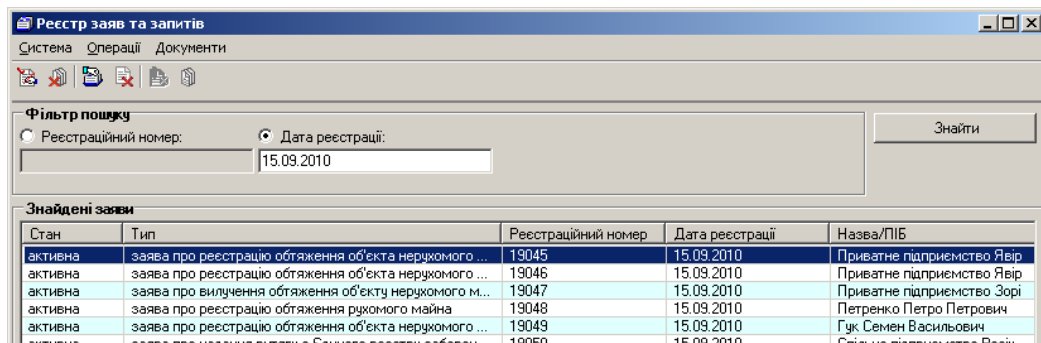 Реєстр заяв та запитів
Система Операції Документи
Фільтр пошуку
Реєстраційний номер: Дата реєстрації:
Знайти
15.09.2010
Знайдені заяви
Стан Тип Реєстраційний номер Дата реєстрації Назва/ПІБ
активна заява про реєстрацію обтяження об'єкта нерухомого ... 19045 15.09.2010 Приватне підприємство Явір
активна заява про реєстрацію обтяження об'єкта нерухомого ... 19046 15.09.2010 Приватне підприємство Явір
активна заява про вилучення обтяження об'єкту нерухомого м... 19047 15.09.2010 Приватне підприємство Зорі
активна заява про реєстрацію обтяження рухомого майна 19048 15.09.2010 Петренко Петро Петрович
активна заява про реєстрацію обтяження об'єкта нерухомого ... 19049 15.09.2010 Гук Семен Васильович